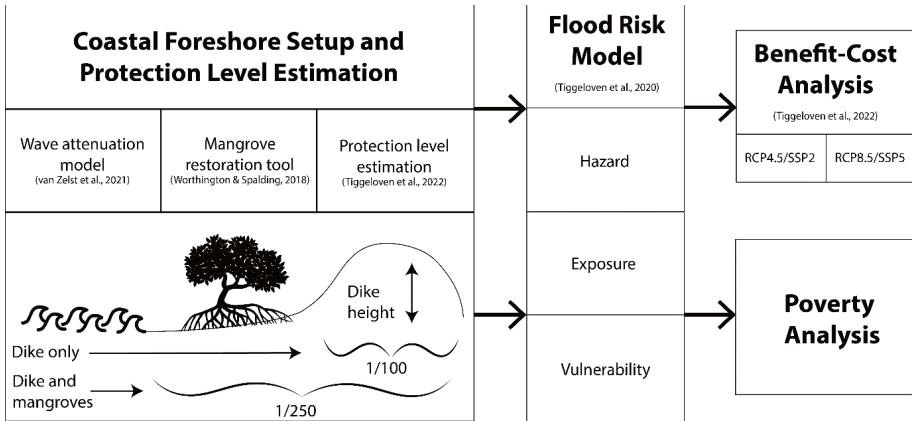 Coastal Foreshore Setup and
Protection Level Estimation
Wave attenuation
model
(van Zelst et al., 2021)
Mangrove
restoration tool
(Worthington & Spalding, 2018)
Protection level
estimation
(Tiggeloven et al., 2022)
Dike
height
Dike only
1/100
Dike and
mangroves
1/250
Flood Risk
Model
(Tiggeloven et al., 2020)
Hazard
Exposure
Vulnerability
Benefit-Cost
Analysis
(Tiggeloven et al., 2022)
RCP4.5/SSP2
RCP8.5/SSP5
Poverty
Analysis